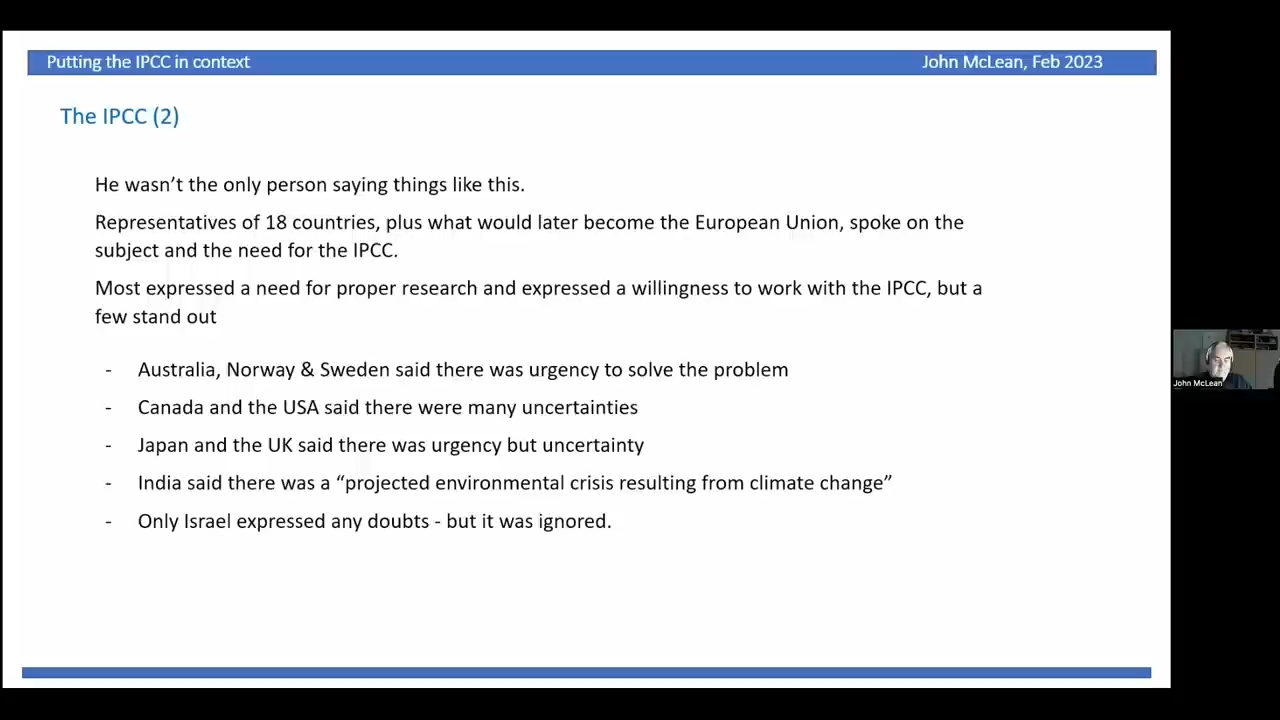 Putting the IPCC in context
John McLean, Feb 2023
The IPCC (2)
He wasn’t the only person saying things like this.
Representatives of 18 countries, plus what would later become the European Union, spoke on the
subject and the need for the IPCC.
Most expressed a need for proper research and expressed a willingness to work with the IPCC, but a
few stand out
- Australia, Norway & Sweden said there was urgency to solve the problem
- Canada and the USA said there were many uncertainties
- Japan and the UK said there was urgency but uncertainty
- India said there was a “projected environmental crisis resulting from climate change”
- Only Israel expressed any doubts - but it was ignored.
John McLean